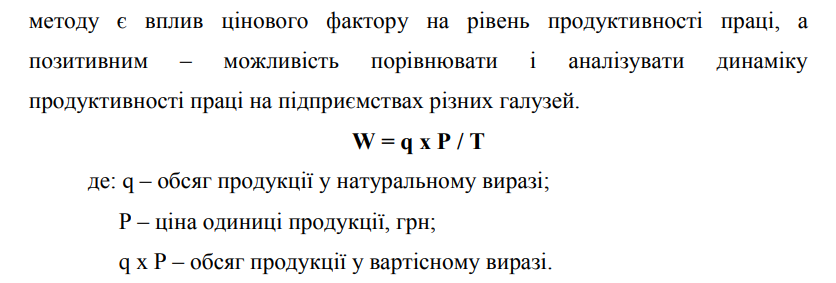 методу є вплив цінового фактору на рівень продуктивності праці, а
позитивним – можливість порівнювати і аналізувати динаміку
продуктивності праці на підприємствах різних галузей.
W = q x P / T
де: q – обсяг продукції у натуральному виразі;
P – ціна одиниці продукції, грн;
q x P – обсяг продукції у вартісному виразі.